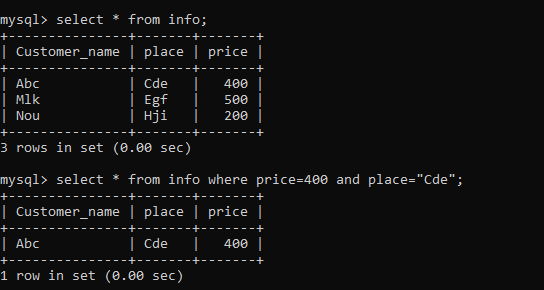 mysql> select * from info;
+---------------+-------+-------+
| Customer_name | place | price |
+---------------+-------+-------+
| Abc           | Cde   |   400 |
| Mlk           | Egf   |   500 |
| Nou           | Hji   |   200 |
+---------------+-------+-------+
3 rows in set (0.00 sec)
mysql> select * from info where price=400 and place="Cde";
+---------------+-------+-------+
| Customer_name | place | price |
+---------------+-------+-------+
| Abc           | Cde   |   400 |
+---------------+-------+-------+
1 row in set (0.00 sec)